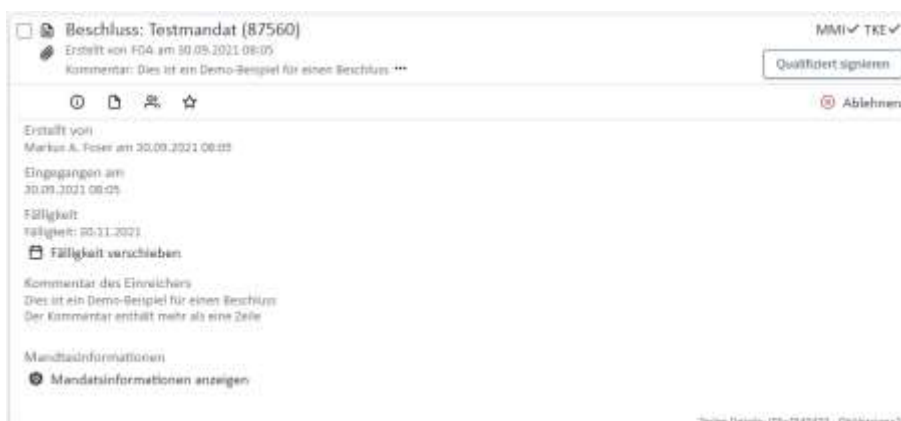 Beschluss: Testmandat (87560)
MMI✓ TKE✓
Erstellt von FOA am 30.09.2021 08:05
Kommentar: Dies ist ein Demo-Beispiel für einen Beschluss •••
Qualifiziert signieren
Ablehnen
Erstellt von
Markus A. Foser am 30.09.2021 08:05
Eingegangen am
30.09.2021 08:05
Fälligkeit
Fälligkeit: 30.11.2021
Fälligkeit verschieben
Kommentar des Einreichers
Dies ist ein Demo-Beispiel für einen Beschluss
Der Kommentar enthält mehr als eine Zeile
Mandtasinformationen
Mandatsinformationen anzeigen